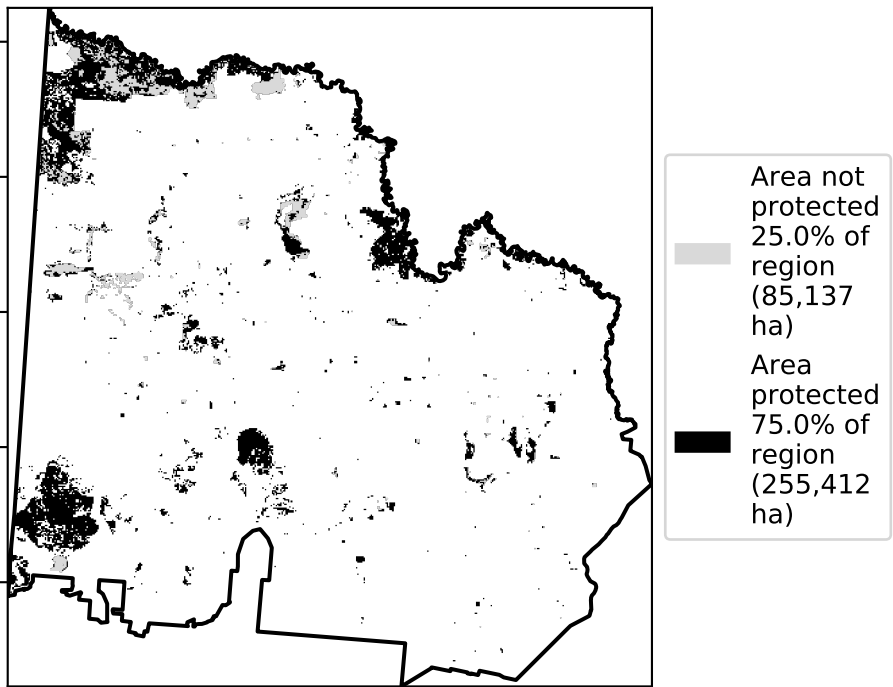 Area not
protected
25.0% of
region
(85,137
ha)
Area
protected
75.0% of
region
(255,412
ha)